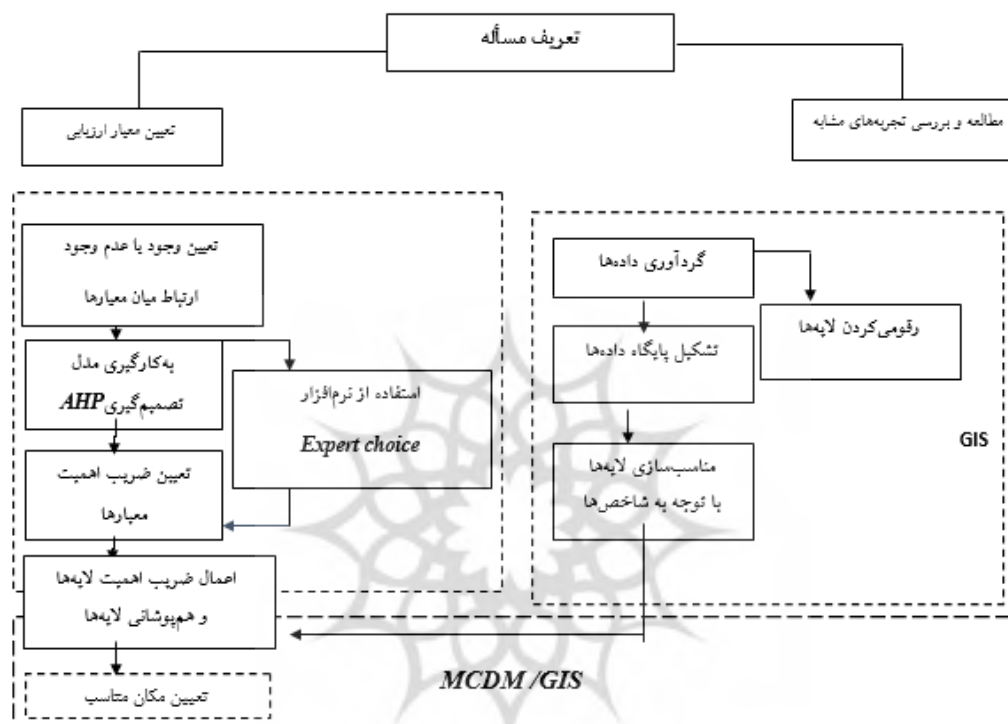 تعریف مسأله
مطالعه و بررسی تجربه‌های مشابه
تعیین معیار ارزیابی
گردآوری داده‌ها
رقومی‌کردن لایه‌ها
تشکیل پایگاه داده‌ها
مناسب‌سازی لایه‌ها
با توجه به شاخص‌ها
GIS
تعیین وجود یا عدم وجود
ارتباط میان معیارها
به‌کارگیری مدل
تصمیم‌گیریAHP
استفاده از نرم‌افزار
Expert choice
تعیین ضریب اهمیت
معیارها
اعمال ضریب اهمیت لایه‌ها
و هم‌پوشانی لایه‌ها
MCDM /GIS
تعیین مکان متاسب